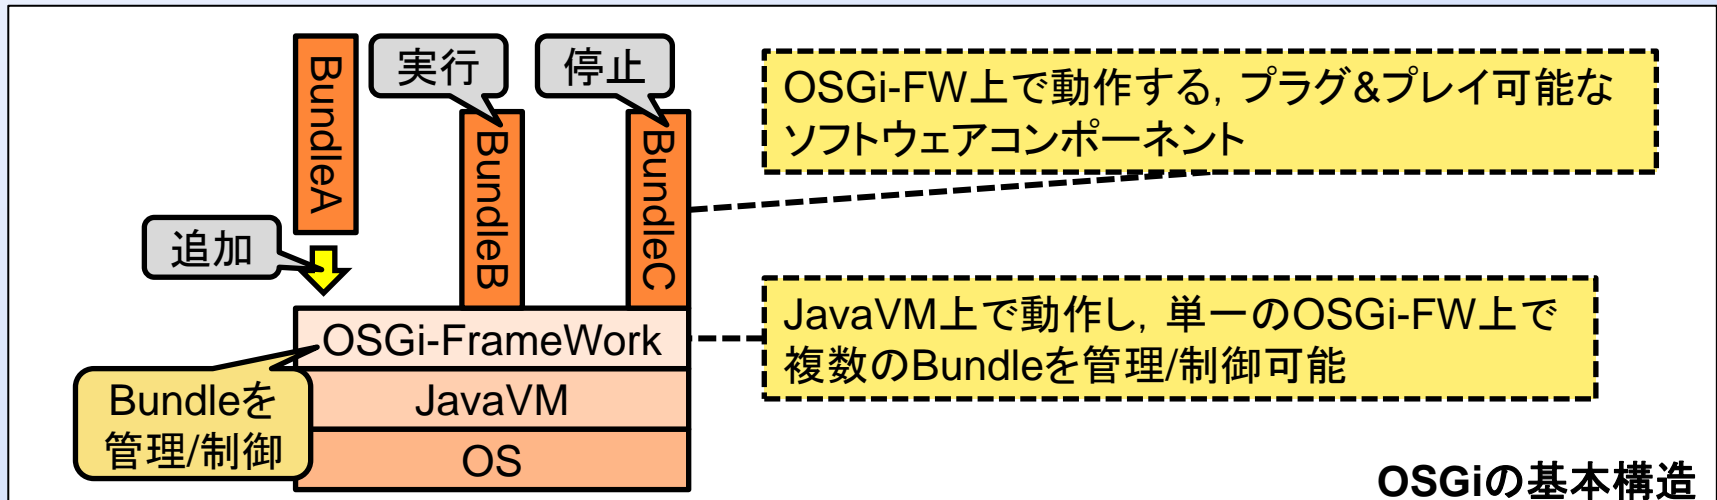 BundleA
実行
停止
BundleB
BundleC
追加
OSGi-FW上で動作する，プラグ&プレイ可能な
ソフトウェアコンポーネント
OSGi-FrameWork
JavaVM
OS
Bundleを
管理/制御
JavaVM上で動作し，単一のOSGi-FW上で
複数のBundleを管理/制御可能
OSGiの基本構造